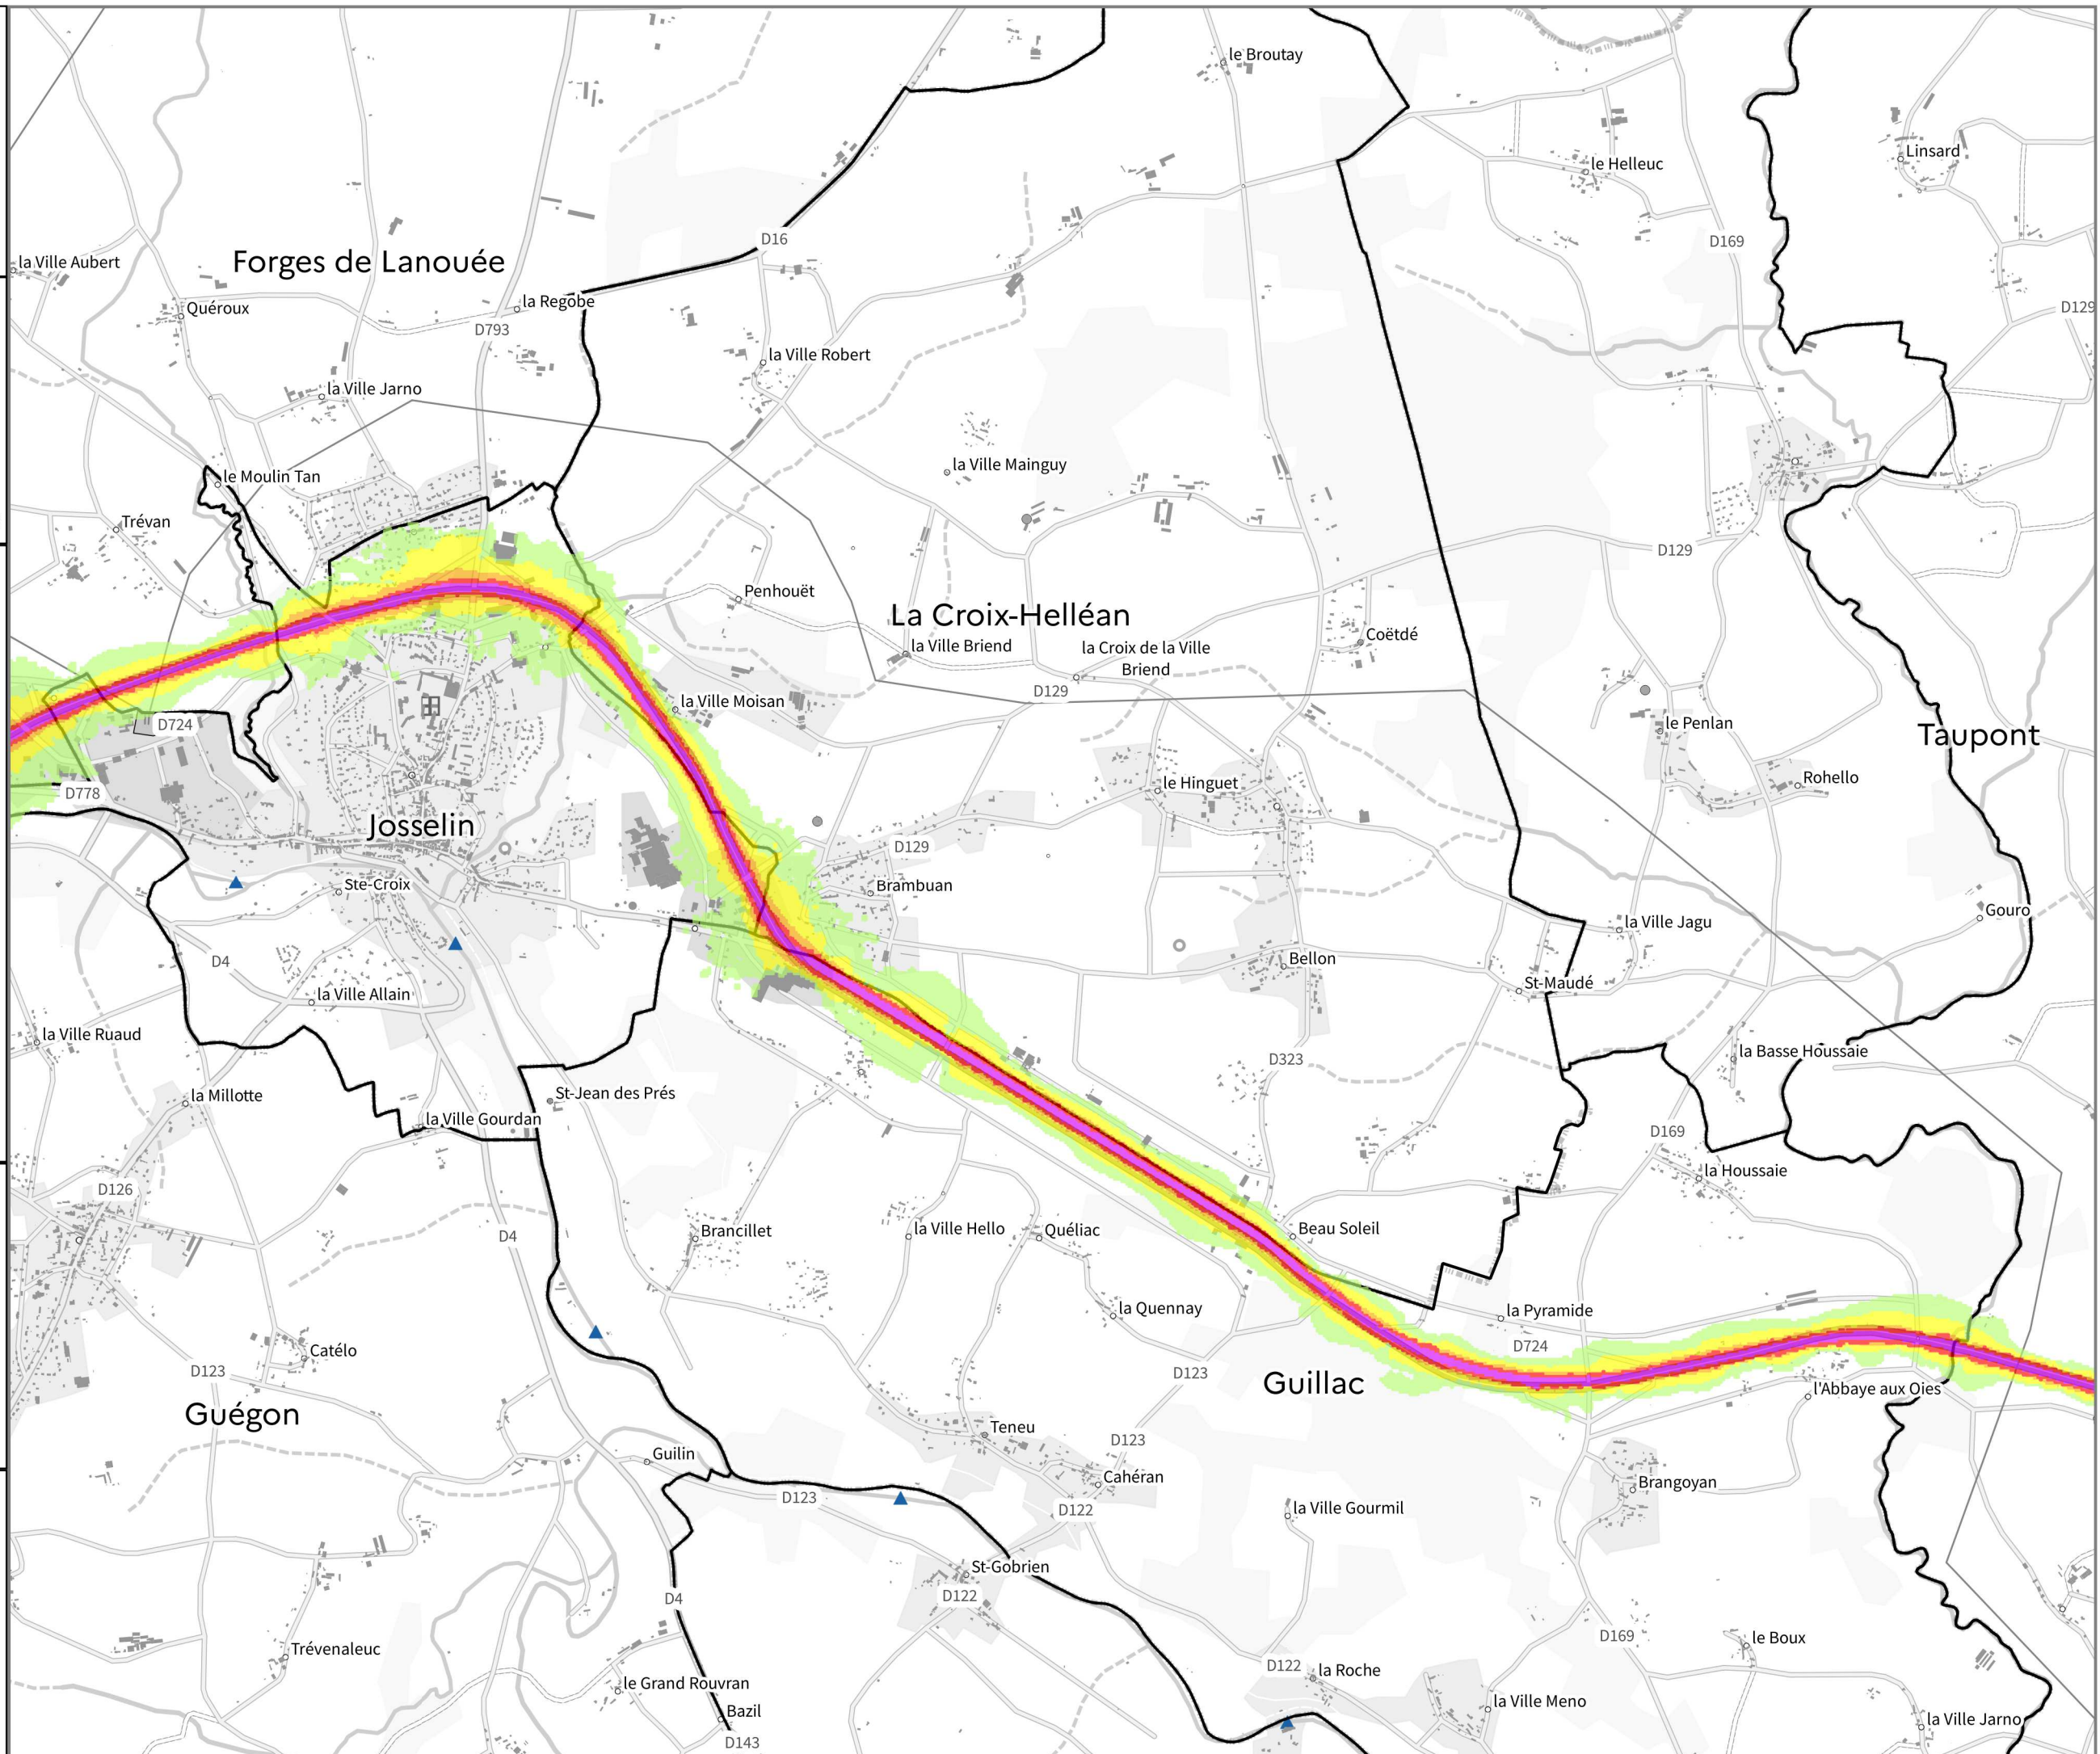 le Broutay
Linsard
le Helleuc
D16
D169
la Ville Aubert
Forges de Lanouée
la Regobe
Quéroux
D129
D793
la Ville Robert
la Ville Jarno
la Ville Mainguy
le Moulin Tan
Trévan
D129
Penhouët
La Croix-Helléan
Coëtdé
la Ville Briend
la Croix de la Ville
Briend
D129
la Ville Moisan
D724
le Penlan
Taupont
Rohello
le Hinguet
D778
Josselin
D129
Ste-Croix
Brambuan
Gouro
la Ville Jagu
D4
Bellon
St-Maudé
la Ville Allain
la Ville Ruaud
la Basse Houssaie
D323
la Millotte
St-Jean des Prés
la Ville Gourdan
D169
la Houssaie
D126
Brancillet
la Ville Hello
Quéliac
Beau Soleil
D4
la Quennay
la Pyramide
D724
Catélo
D123
D123
Guillac
l'Abbaye aux Oies
Guégon
Teneu
D123
Guilin
Cahéran
Brangoyan
D123
D122
la Ville Gourmil
St-Gobrien
D122
D4
D169
le Boux
Trévenaleuc
D122
la Roche
le Grand Rouvran
la Ville Meno
Bazil
la Ville Jarno
D143